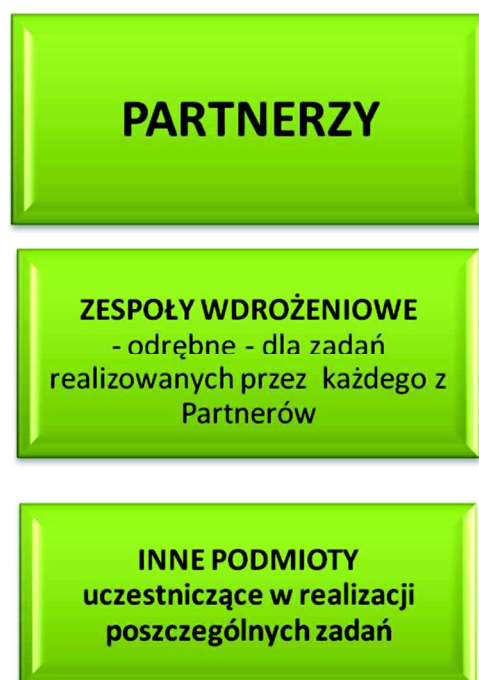 PARTNERZY
ZESPOŁY WDROŻENIOWE
- odrębne - dla zadań
realizowanych przez każdego z
Partnerów
INNE PODMIOTY
uczestniczące w realizacji
poszczególnych zadań